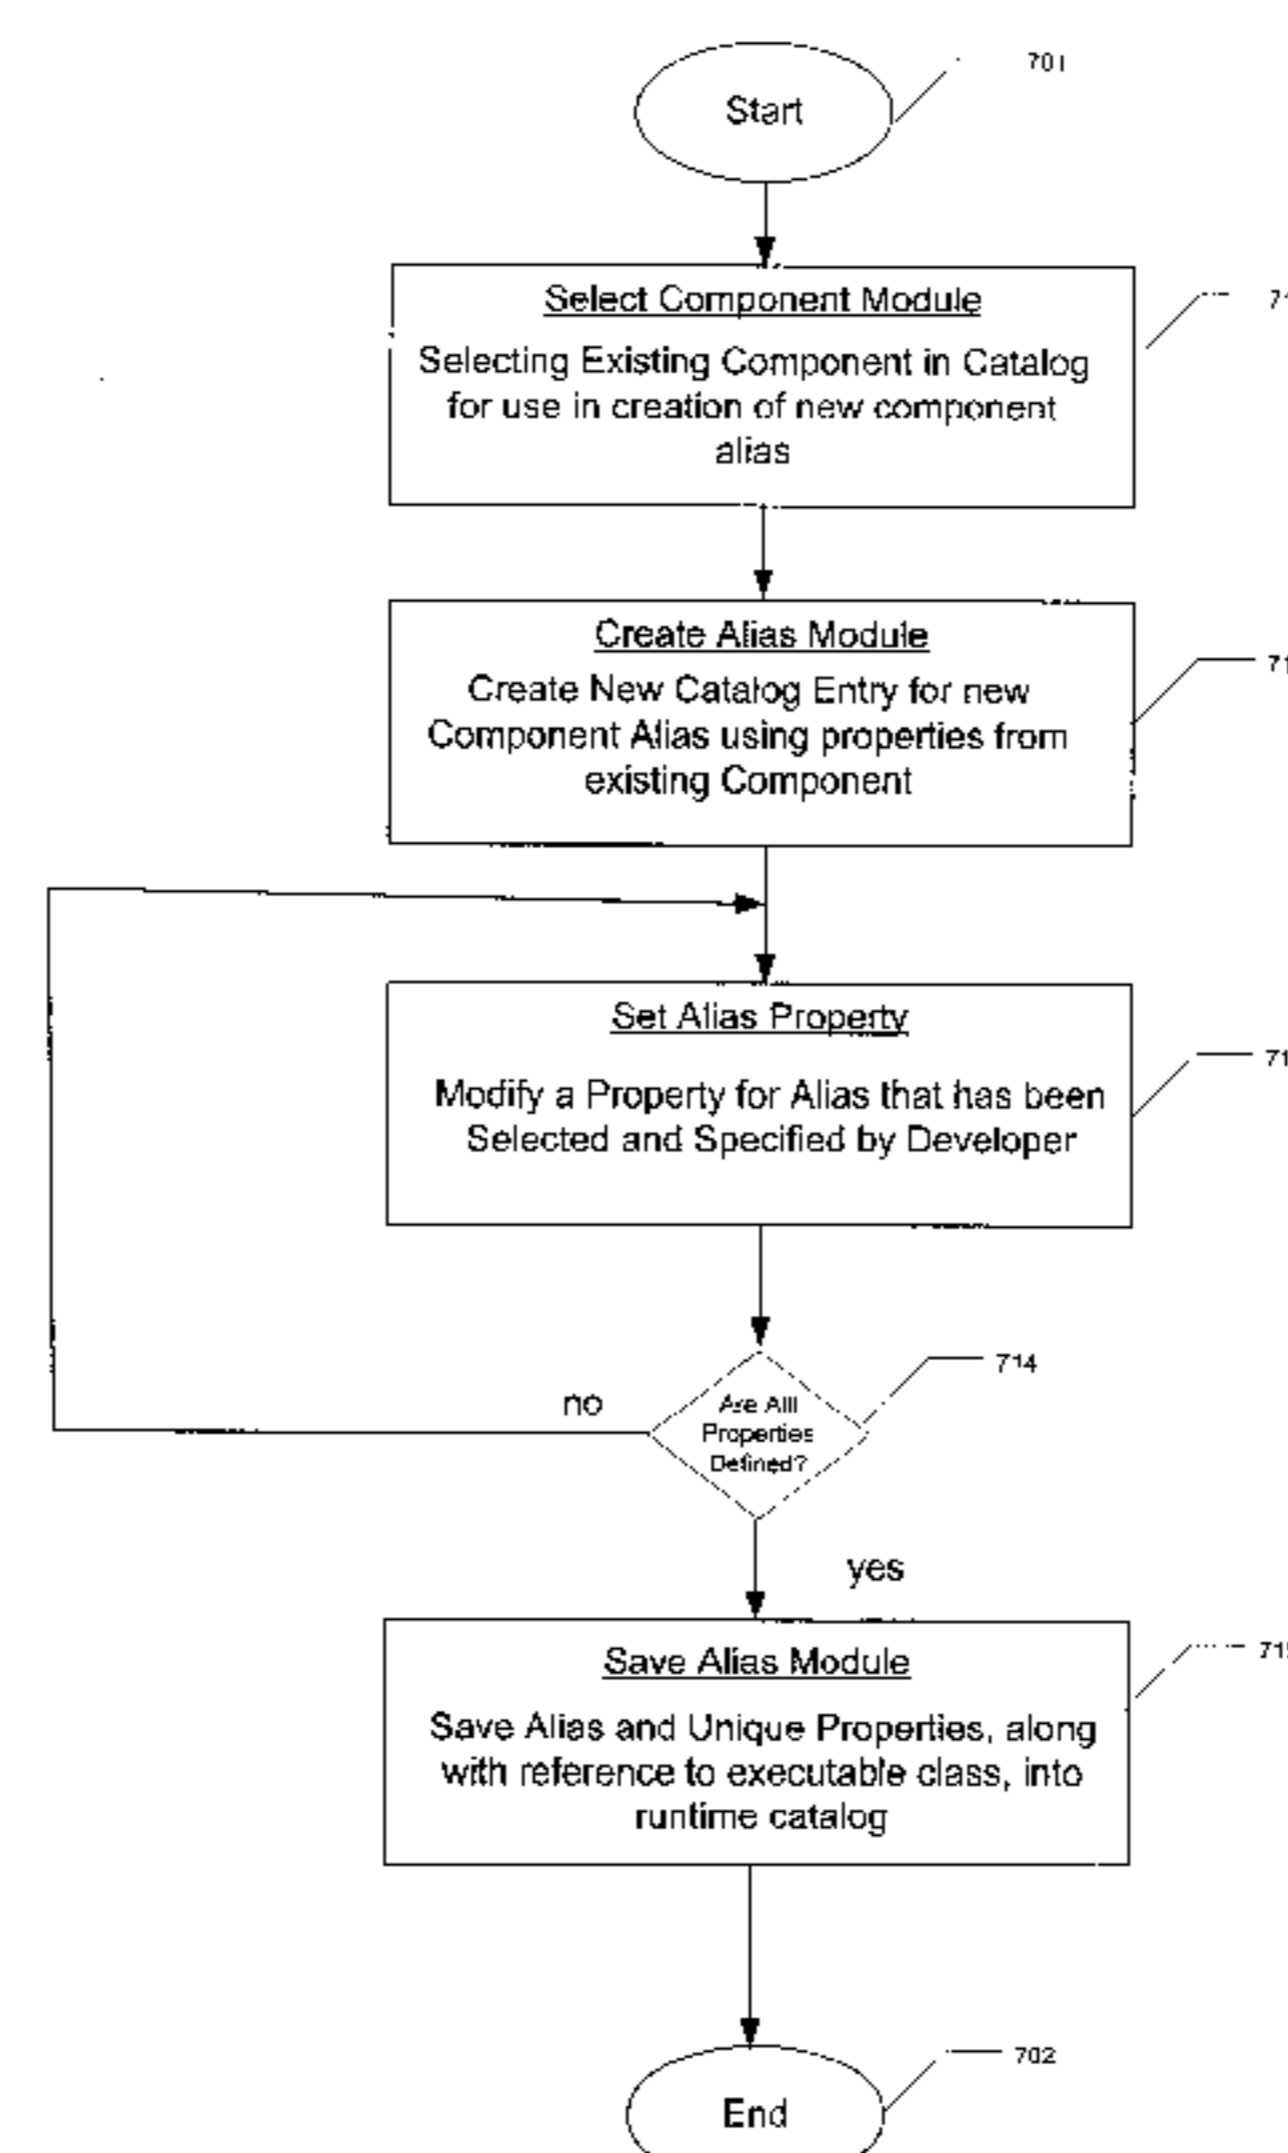 701
Start
Select Component Module
Selecting Existing Component in Catalog
for use in creation of new component
alias
Create Alias Module
Create New Catalog Entry for new
Component Alias using properties from
existing Component
Set Alias Property
Modify a Property for Alias that has been
Selected and Specified by Developer
714
no
Are Alll
Properties
Defined?
yes
Save Alias Module
Save Alias and Unique Properties, along
with reference to executable class, into
runtime catalog
702
End